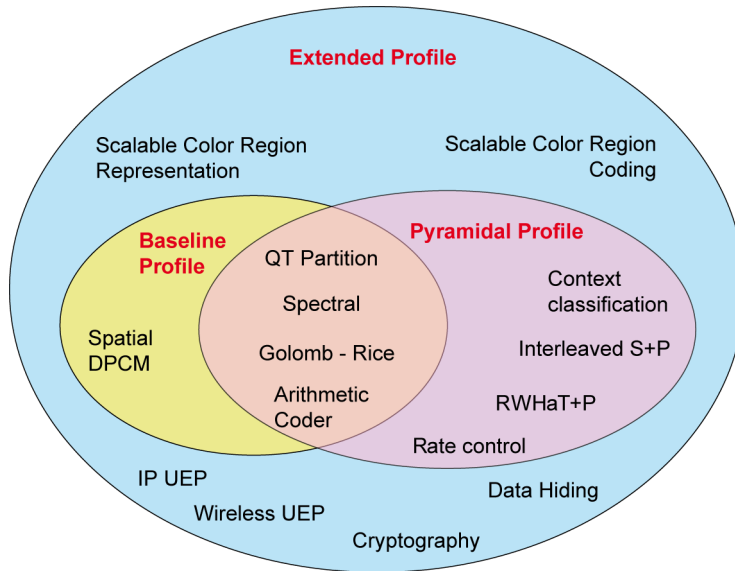 Extended Profile
Scalable Color Region
Representation
Scalable Color Region
Coding
Baseline
Profile
Pyramidal Profile
QT Partition
Spectral
Golomb - Rice
Arithmetic
Coder
Spatial
DPCM
Context
classification
Interleaved S+P
RWHaT+P
Rate control
IP UEP
Wireless UEP
Data Hiding
Cryptography